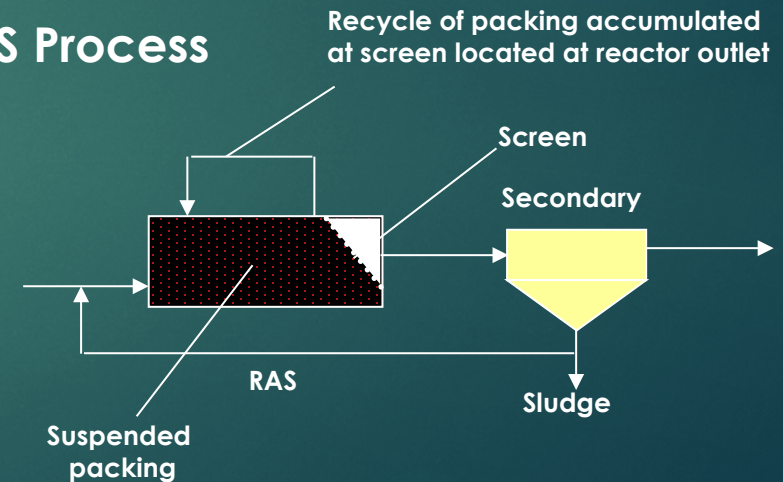 S Process
Recycle of packing accumulated
at screen located at reactor outlet
Screen
Secondary
RAS
Sludge
Suspended
packing